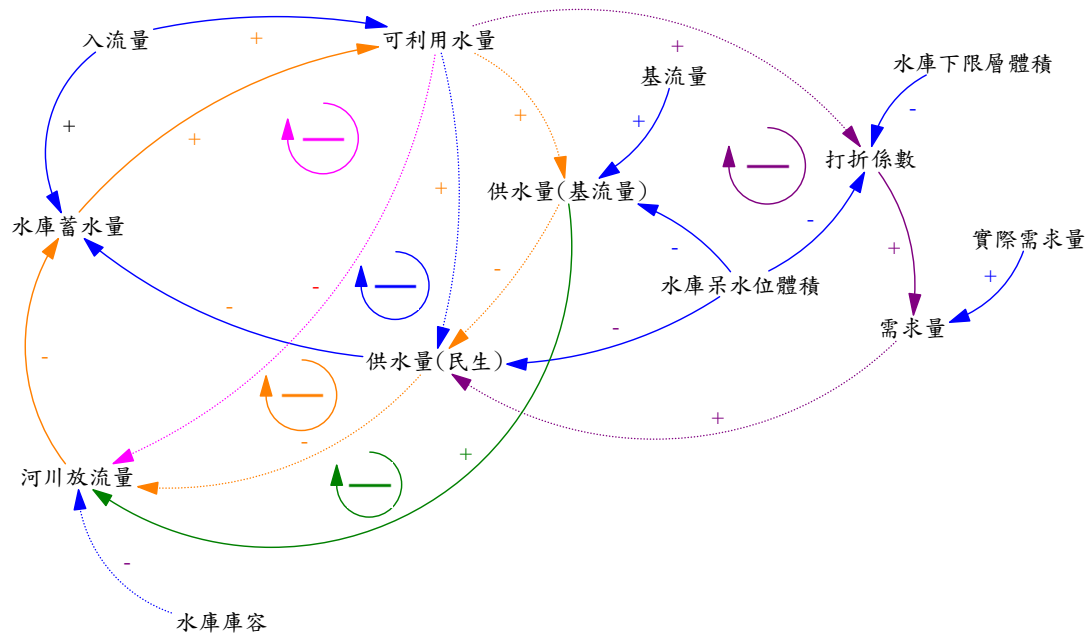 入流量
可利用水量
基流量
水庫下限層體積
打折係數
供水量(基流量)
水庫蓄水量
實際需求量
水庫呆水位體積
需求量
供水量(民生)
河川放流量
水庫庫容
+
+
+
+
+
+
-
+
+
-
-
-
+
+
-
-
-
-
-
-
+
+
-
-